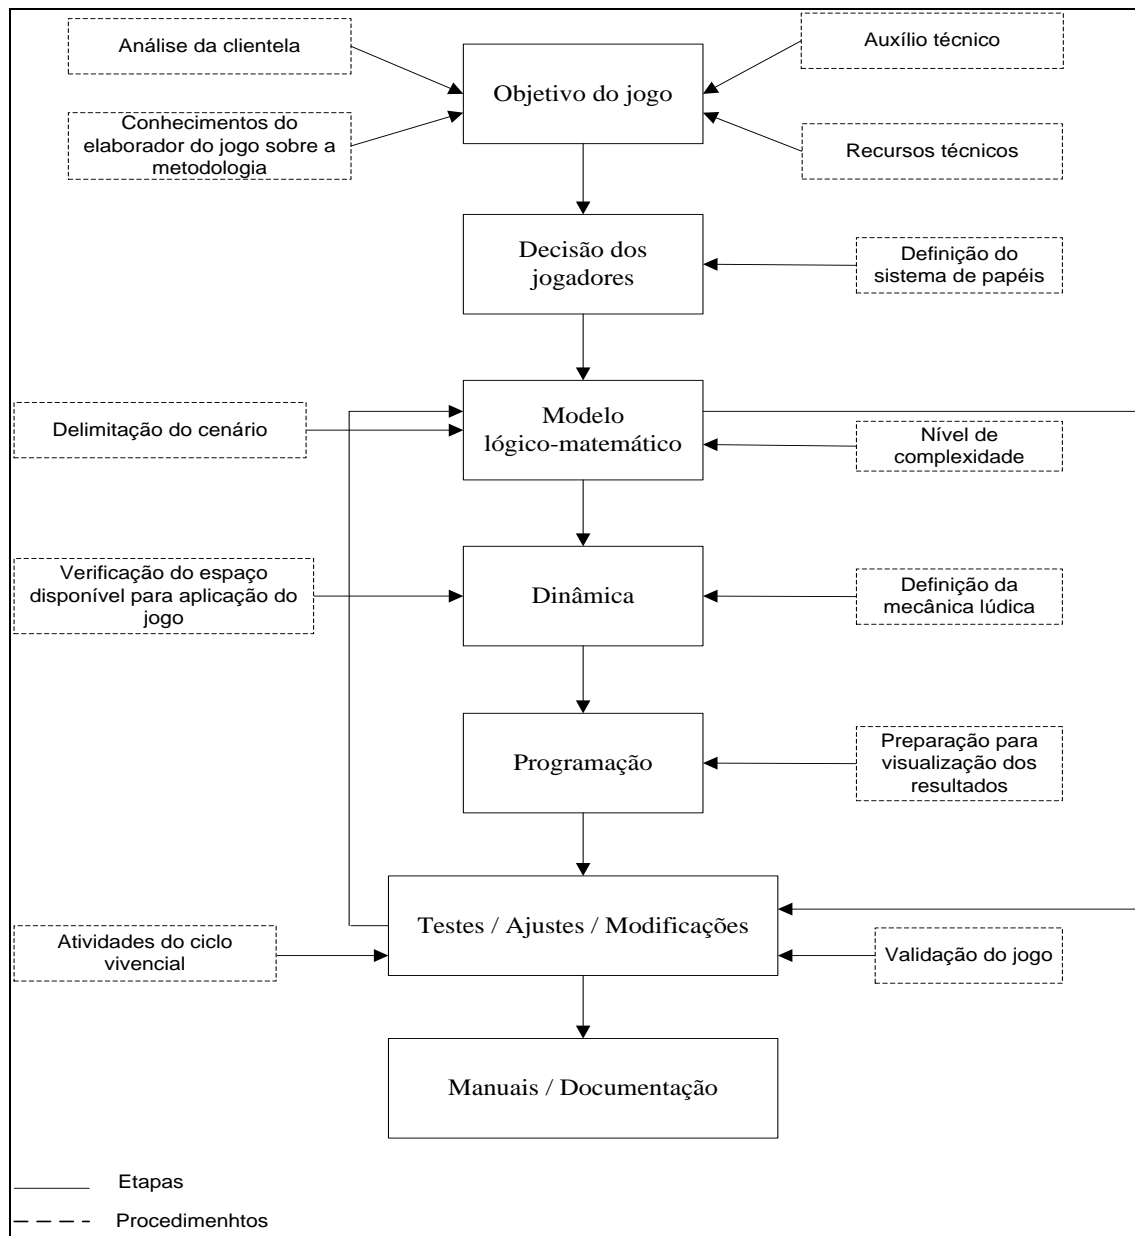 Análise da clientela
Auxílio técnico
Objetivo do jogo
Conhecimentos do
elaborador do jogo sobre a
metodologia
Recursos técnicos
Decisão dos
jogadores
Definição do
sistema de papéis
Delimitação do cenário
Modelo
lógico-matemático
Nível de
complexidade
Verificação do espaço
disponível para aplicação do
jogo
Dinâmica
Definição da
mecânica lúdica
Programação
Preparação para
visualização dos
resultados
Testes / Ajustes / Modificações
Atividades do ciclo
vivencial
Validação do jogo
Manuais / Documentação
Etapas
Procedimenhtos